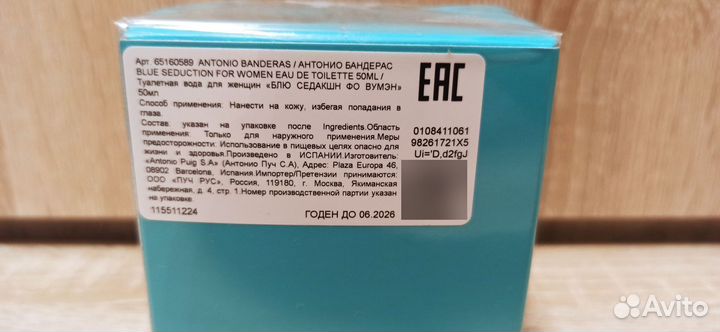 Арт. 65160589 ANTONIO BANDERAS / АНТОНИО БАНДЕРАС
BLUE SEDUCTION FOR WOMEN EAU DE TOILETTE 50ML /
Туалетная вода для женщин «БЛЮ СЕДАКШН ФО ВУМЭН»
50мл
Способ применения: Нанести на кожу, избегая попадания в
глаза.
Состав: указан на упаковке после Ingredients.Область
применения: Только для наружного применения.Меры
предосторожности: Использование в пищевых целях опасно для
жизни и здоровья.Произведено в ИСПАНИИ.Изготовитель:
«Antonio Puig S.A» (Антонио Пуч С.А), Адрес: Plaza Europa 46,
08902 Barcelona, Испания.Импортер/Претензии принимаются:
ООО «ПУЧ РУС», Россия, 119180, г. Москва, Якиманская
набережная, д. 4, стр. 1.Номер производственной партии указан
на упаковке.
115511224
ГОДЕН ДО 06.2026
EAC
0108411061
98261721X5
Ui='D,d2fgJ
Avito